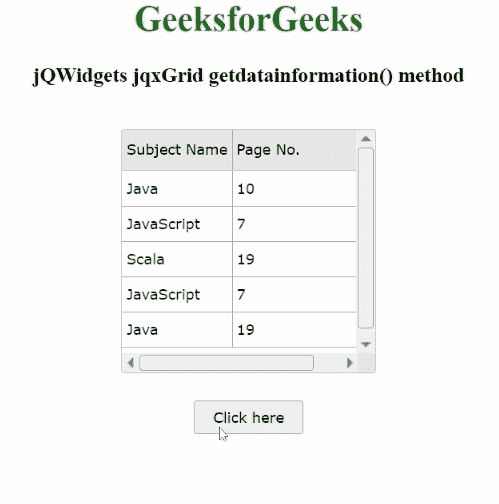 GeeksforGeeks
jQWidgets jqxGrid getdatainformation() method
Subject Name Page No.
Java 10
JavaScript 7
Scala 19
JavaScript 7
Java 19
Click here